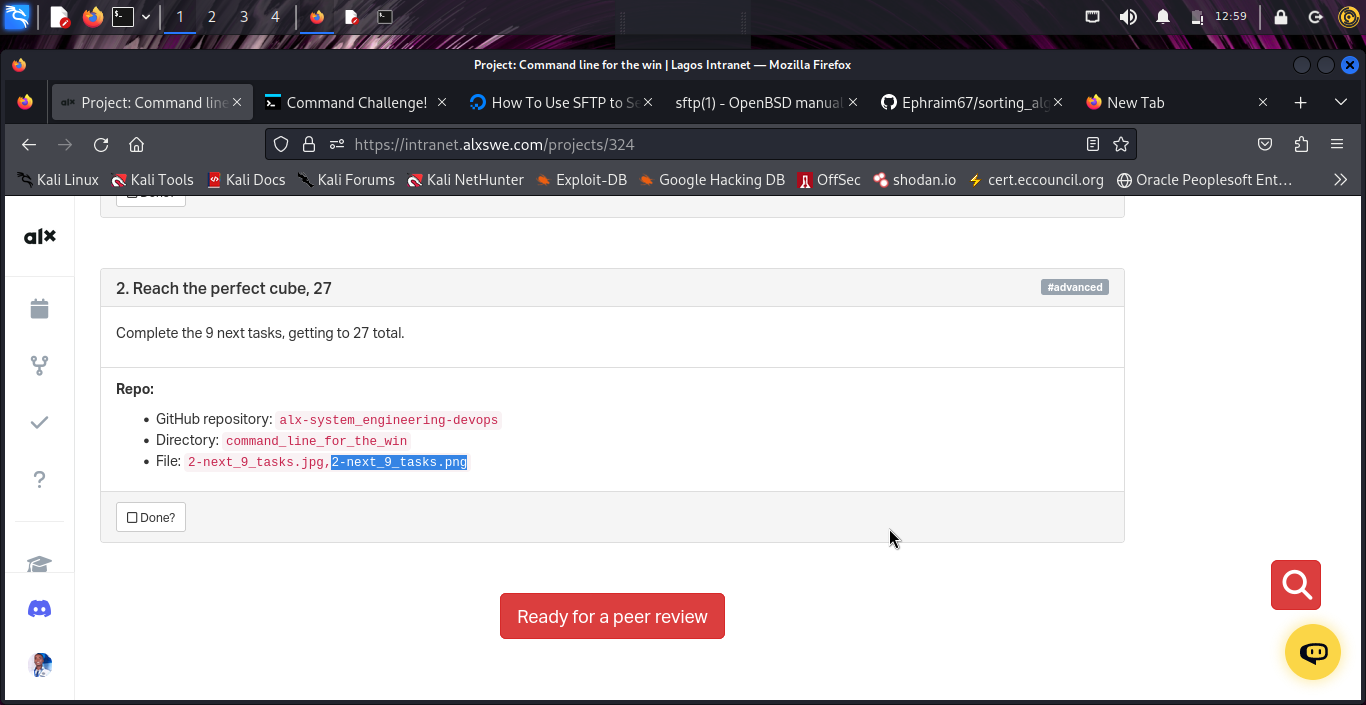 1 2 3 4 12:59
Project: Command line for the win | Lagos Intranet — Mozilla Firefox
alx Project: Command line Command Challenge! How To Use SFTP to Se sftp(1) - OpenBSD manual Ephraim67/sorting_alg New Tab
https://intranet.alxswe.com/projects/324
Kali Linux Kali Tools Kali Docs Kali Forums Kali NetHunter Exploit-DB Google Hacking DB OffSec shodan.io cert.eccouncil.org Oracle Peoplesoft Ent…
alx
2. Reach the perfect cube, 27 #advanced
Complete the 9 next tasks, getting to 27 total.
Repo:
• GitHub repository: alx-system_engineering-devops
• Directory: command_line_for_the_win
• File: 2-next_9_tasks.jpg,2-next_9_tasks.png
Done?
Ready for a peer review